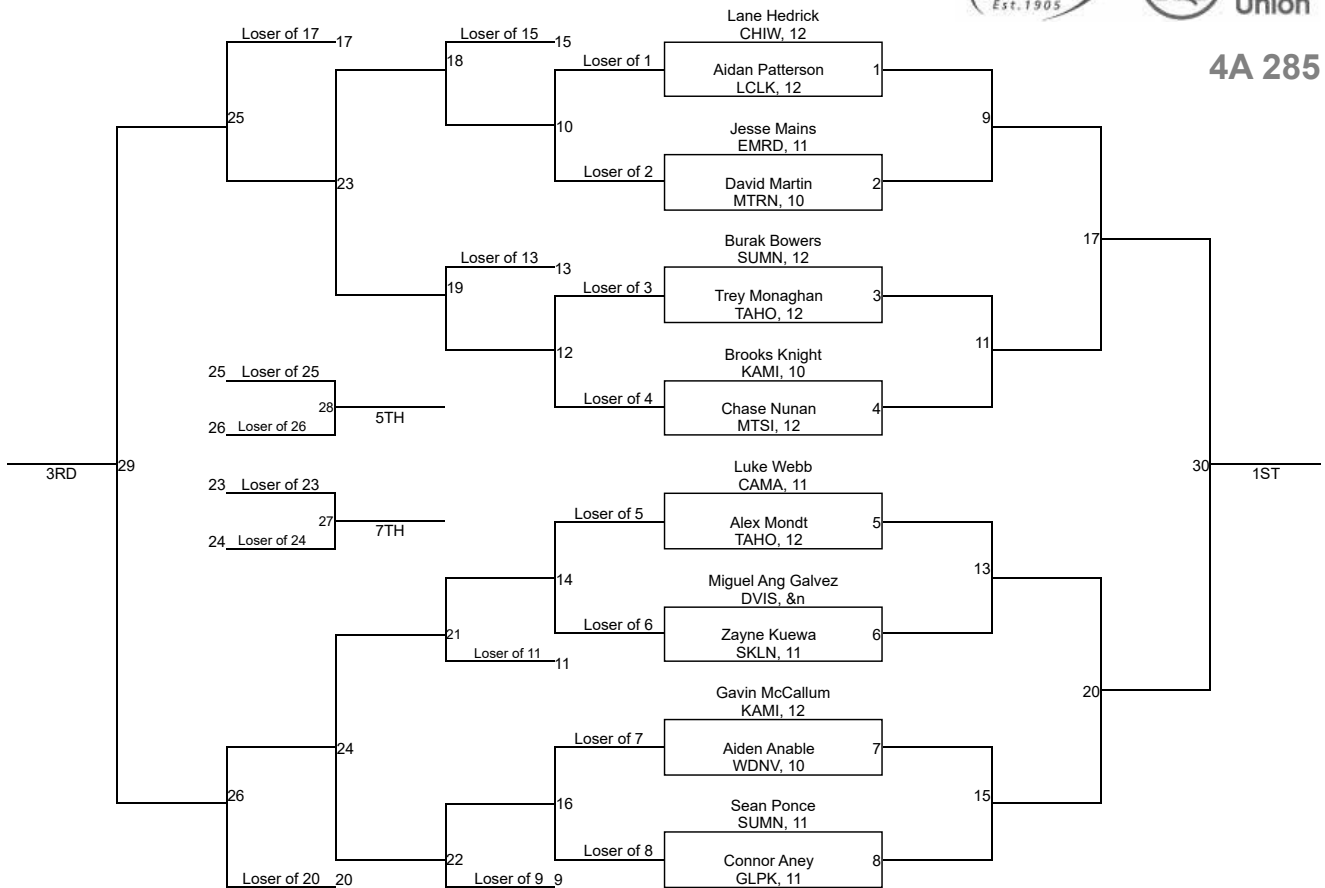 Est.1905
Union
4A 285
Lane Hedrick
CHIW, 12
Loser of 17
17
Loser of 15
15
18
Loser of 1
Aidan Patterson
1
LCLK, 12
25
10
9
Jesse Mains
EMRD, 11
Loser of 2
David Martin
2
23
MTRN, 10
Burak Bowers
17
SUMN, 12
Loser of 13
13
19
Loser of 3
Trey Monaghan
3
TAHO, 12
12
11
Brooks Knight
KAMI, 10
25
Loser of 25
28
5TH
Loser of 4
Chase Nunan
4
26
Loser of 26
MTSI, 12
3RD
29
Luke Webb
CAMA, 11
30
1ST
23
Loser of 23
27
7TH
Loser of 5
Alex Mondt
5
TAHO, 12
24
Loser of 24
14
13
Miguel Ang Galvez
DVIS, &n
21
Loser of 6
Zayne Kuewa
6
SKLN, 11
Loser of 11
11
Gavin McCallum
KAMI, 12
20
24
Loser of 7
Aiden Anable
7
WDNV, 10
26
16
15
Sean Ponce
SUMN, 11
22
Loser of 8
Connor Aney
8
GLPK, 11
Loser of 20
20
Loser of 9
9